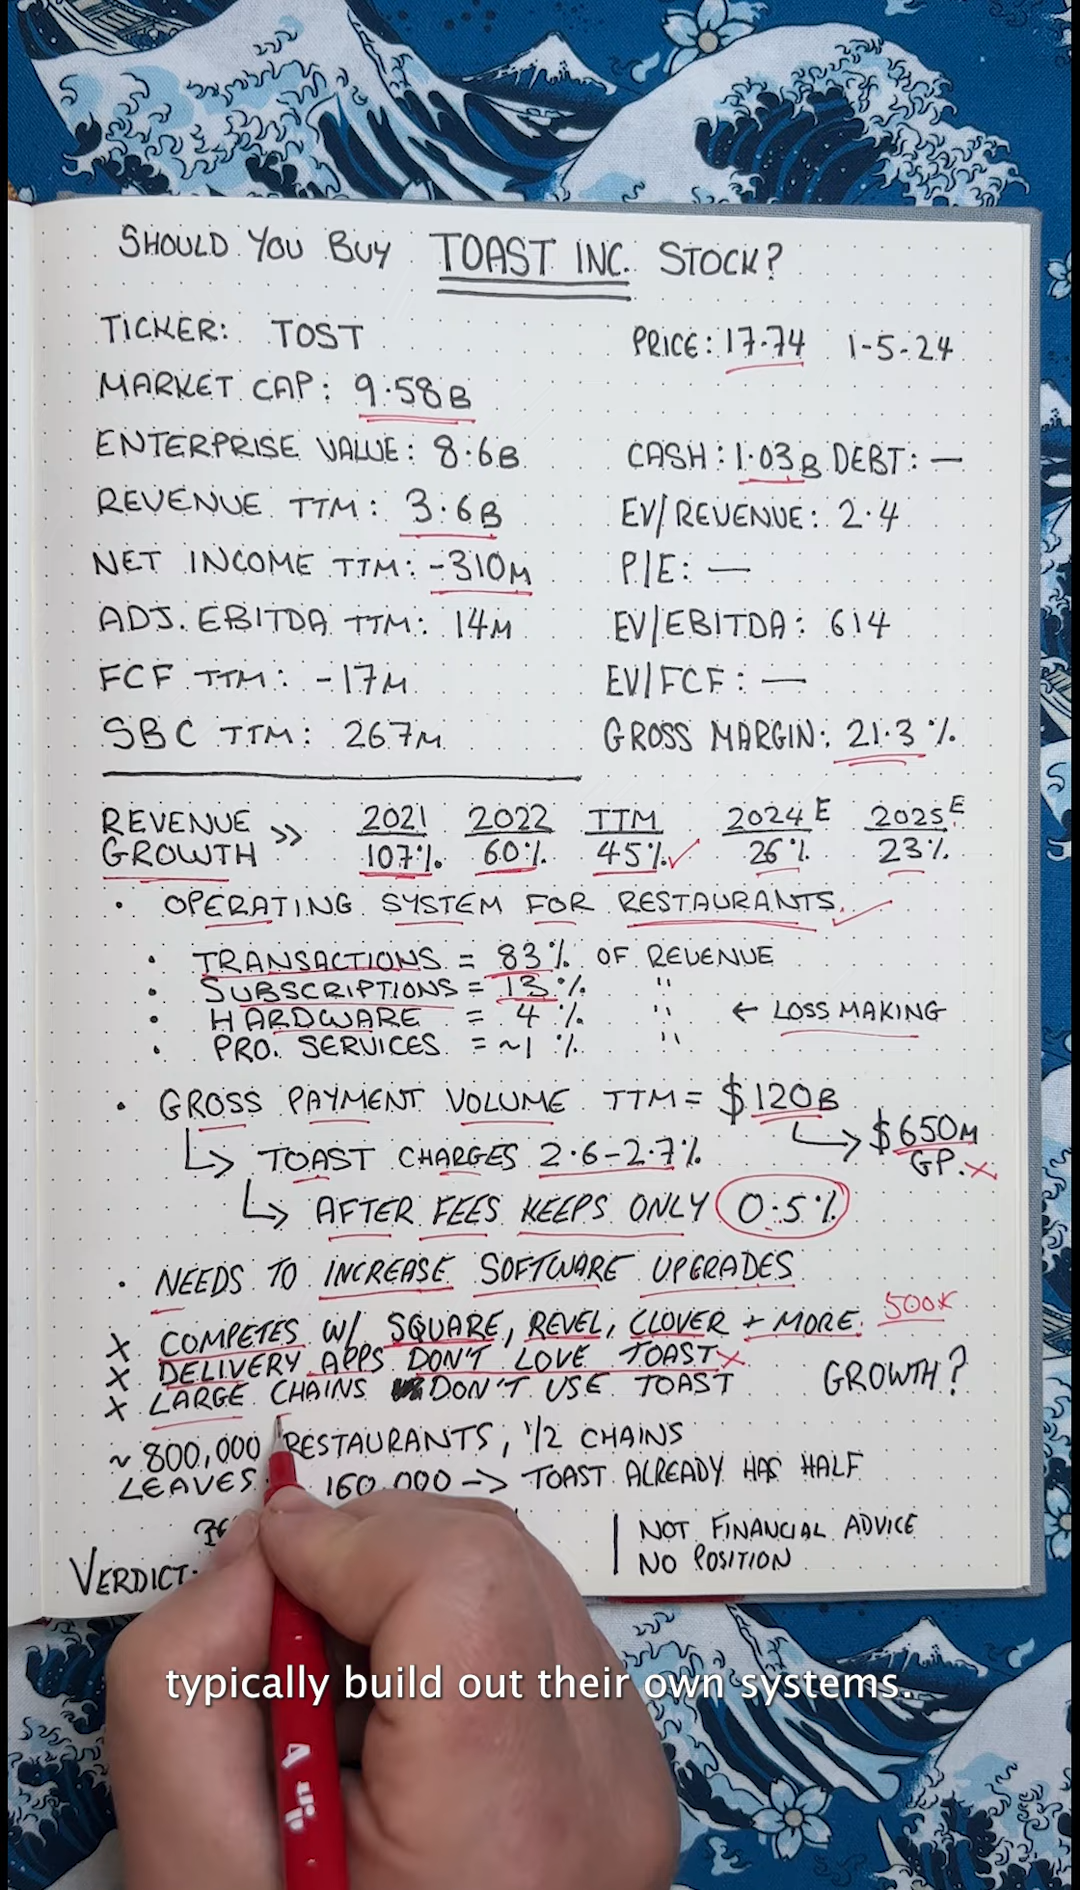 SHOULD YOU BUY TOAST INC. STOCK?
TICKER: TOST
PRICE: 17.74 1-5-24
MARKET CAP: 9.58B
ENTERPRISE VALUE: 8.6B
CASH: 1.03B DEBT: —
REVENUE TTM: 3.6B
EV/REVENUE: 2.4
NET INCOME TTM: -310M
P/E: —
ADJ. EBITDA TTM: 14M
EV/EBITDA: 614
FCF TTM: -17M
EV/FCF: —
SBC TTM: 267M
GROSS MARGIN: 21.3%
REVENUE GROWTH >> 2021 2022 TTM 2024E 2025E
107% 60% 45% 26% 23%
• OPERATING SYSTEM FOR RESTAURANTS.
• TRANSACTIONS = 83% OF REVENUE
• SUBSCRIPTIONS = 13% "
• HARDWARE = 4% " ← LOSS MAKING
• PRO. SERVICES = ~1% "
• GROSS PAYMENT VOLUME TTM = $120B
↳ $650M GP.
↳ TOAST CHARGES 2.6-2.7%
↳ AFTER FEES KEEPS ONLY 0.5%
• NEEDS TO INCREASE SOFTWARE UPGRADES
500K
X COMPETES W/ SQUARE, REVEL, CLOVER + MORE.
X DELIVERY APPS DON'T LOVE TOAST X
X LARGE CHAINS DON'T USE TOAST
GROWTH?
~800,000 RESTAURANTS, 1/2 CHAINS
LEAVES 160,000 -> TOAST ALREADY HAS HALF
NOT FINANCIAL ADVICE
NO POSITION
VERDICT:
typically build out their own systems.